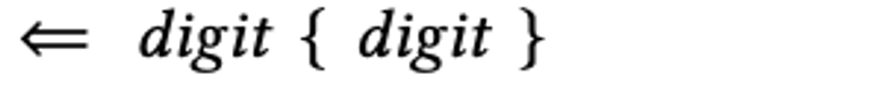 ⇐ digit { digit }